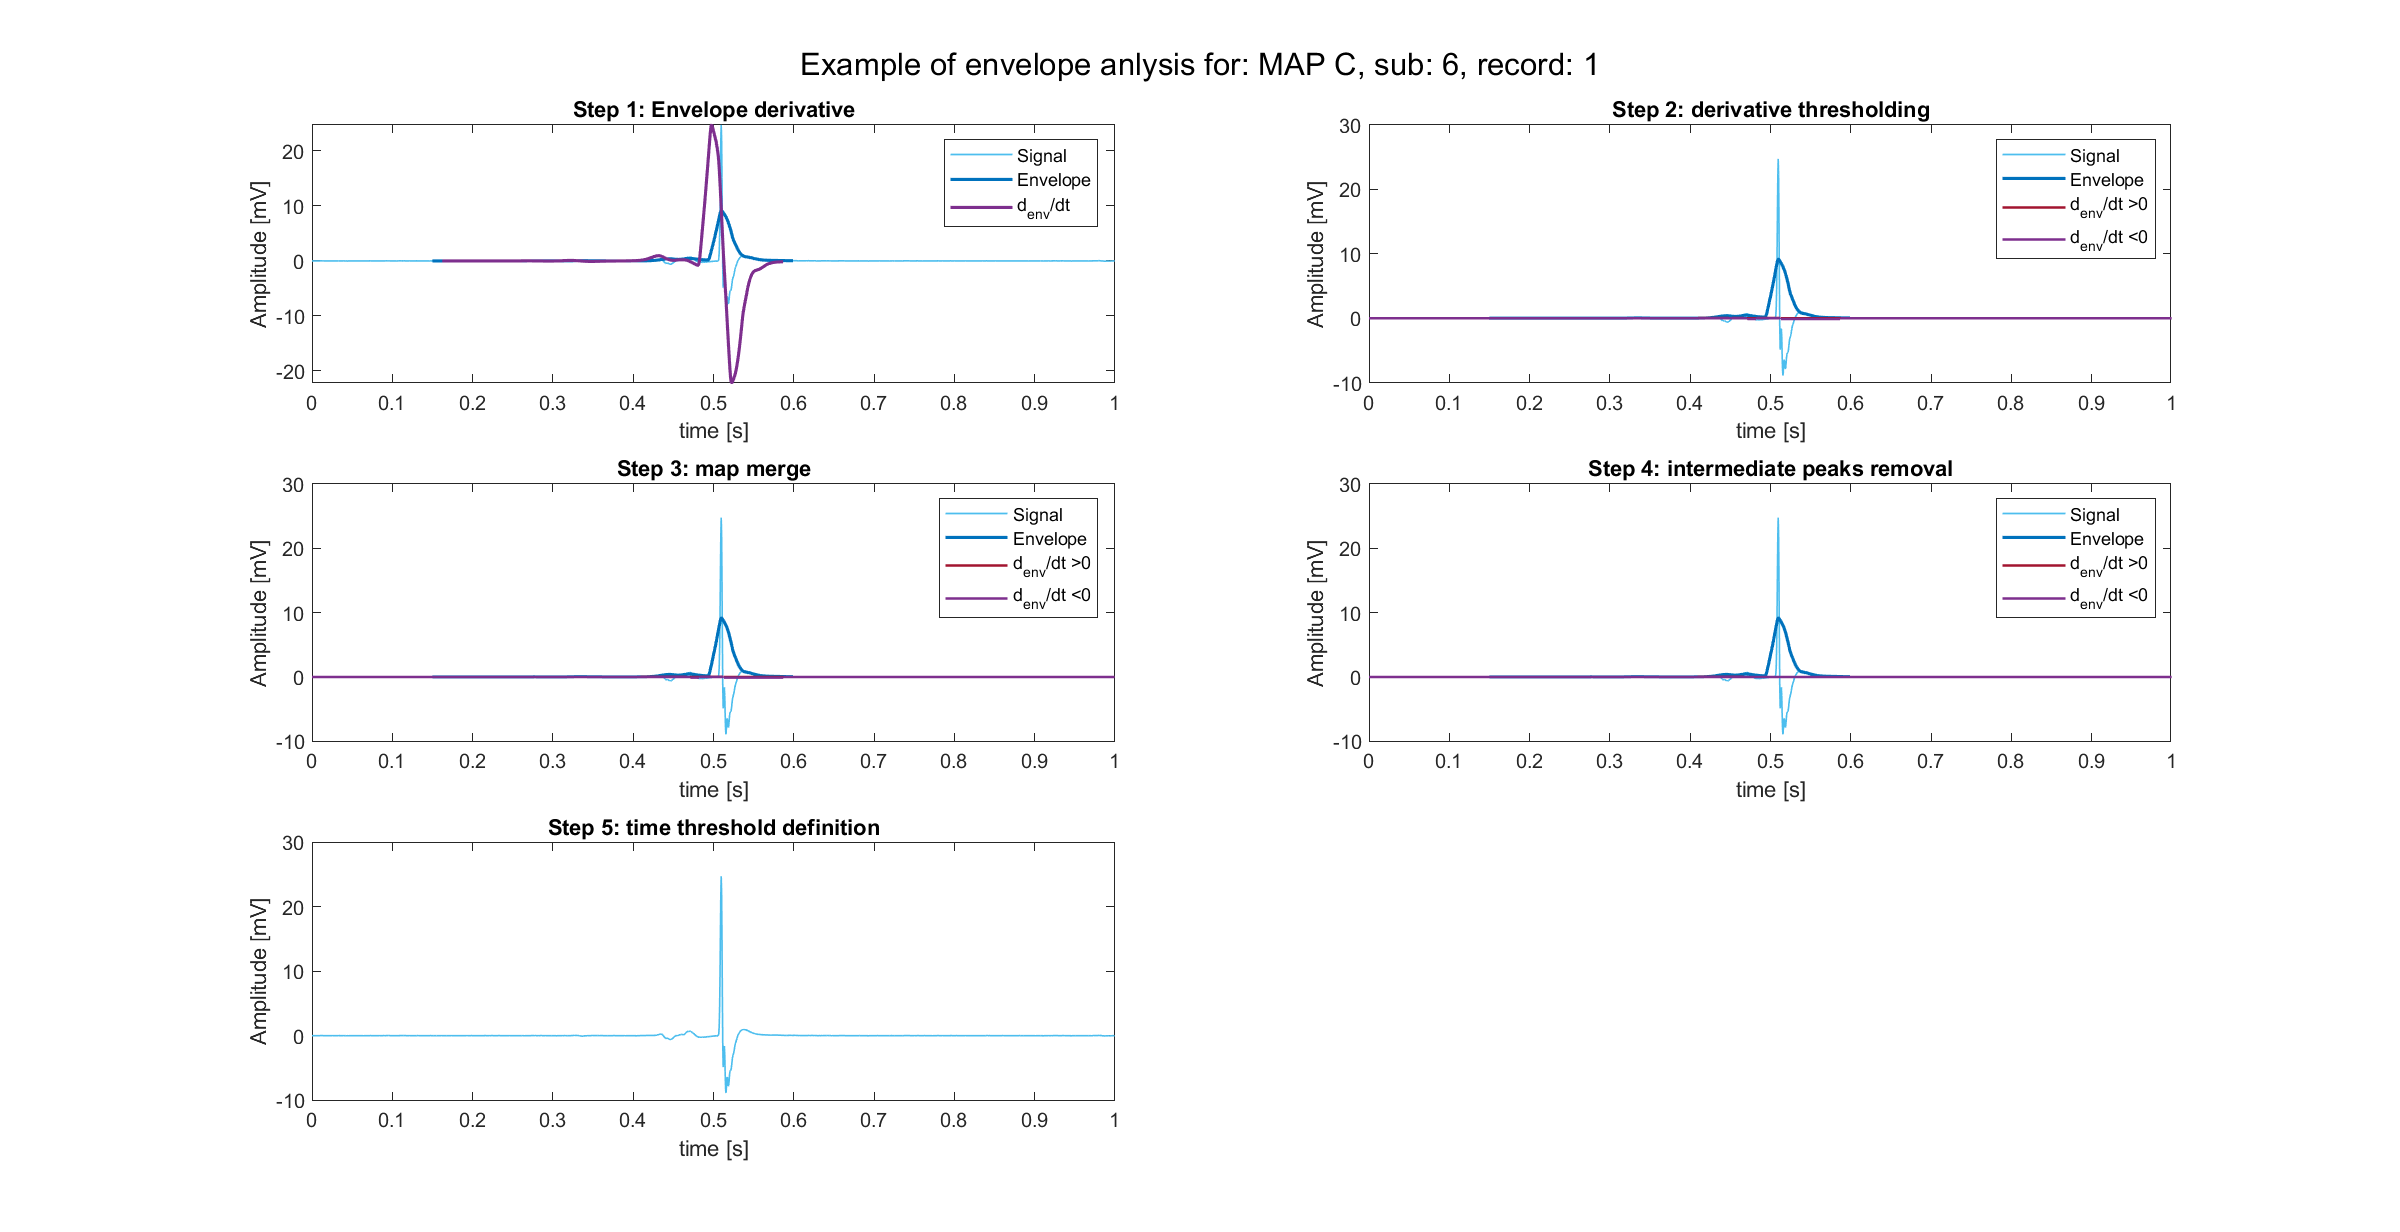 Example of envelope anlysis for: MAP C, sub: 6, record: 1
Step 1: Envelope derivative
20
10
0
-10
-20
Amplitude [mV]
0 0.1 0.2 0.3 0.4 0.5 0.6 0.7 0.8 0.9 1
time [s]
Signal
Envelope
d_env/dt
Step 2: derivative thresholding
30
20
10
0
-10
Amplitude [mV]
0 0.1 0.2 0.3 0.4 0.5 0.6 0.7 0.8 0.9 1
time [s]
Signal
Envelope
d_env/dt >0
d_env/dt <0
Step 3: map merge
30
20
10
0
-10
Amplitude [mV]
0 0.1 0.2 0.3 0.4 0.5 0.6 0.7 0.8 0.9 1
time [s]
Signal
Envelope
d_env/dt >0
d_env/dt <0
Step 4: intermediate peaks removal
30
20
10
0
-10
Amplitude [mV]
0 0.1 0.2 0.3 0.4 0.5 0.6 0.7 0.8 0.9 1
time [s]
Signal
Envelope
d_env/dt >0
d_env/dt <0
Step 5: time threshold definition
30
20
10
0
-10
Amplitude [mV]
0 0.1 0.2 0.3 0.4 0.5 0.6 0.7 0.8 0.9 1
time [s]